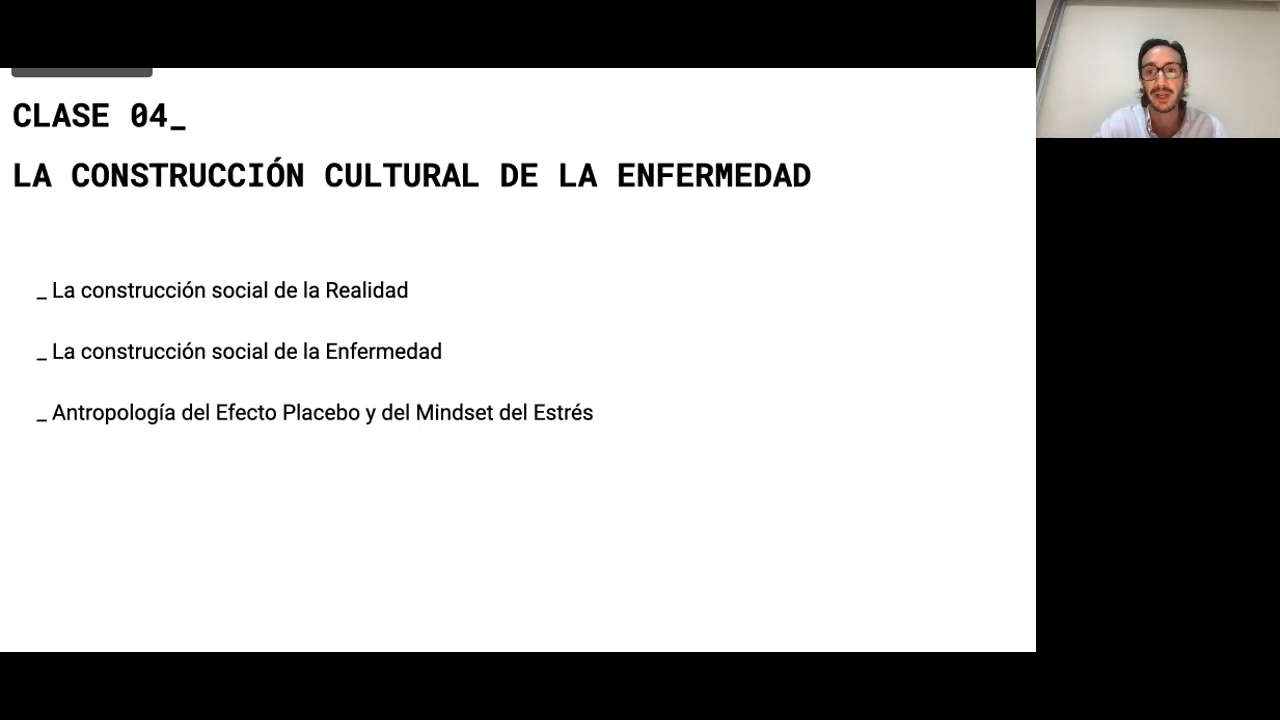 CLASE 04_
LA CONSTRUCCIÓN CULTURAL DE LA ENFERMEDAD
_ La construcción social de la Realidad
_ La construcción social de la Enfermedad
_ Antropología del Efecto Placebo y del Mindset del Estrés